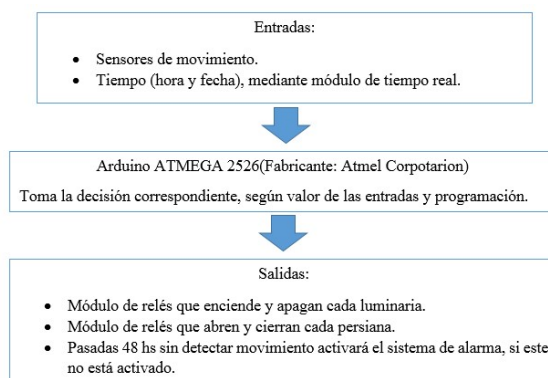 Entradas:
• Sensores de movimiento.
• Tiempo (hora y fecha), mediante módulo de tiempo real.
Arduino ATMEGA 2526(Fabricante: Atmel Corpotarion)
Toma la decisión correspondiente, según valor de las entradas y programación.
Salidas:
• Módulo de relés que enciende y apagan cada luminaria.
• Módulo de relés que abren y cierran cada persiana.
• Pasadas 48 hs sin detectar movimiento activará el sistema de alarma, si este
no está activado.